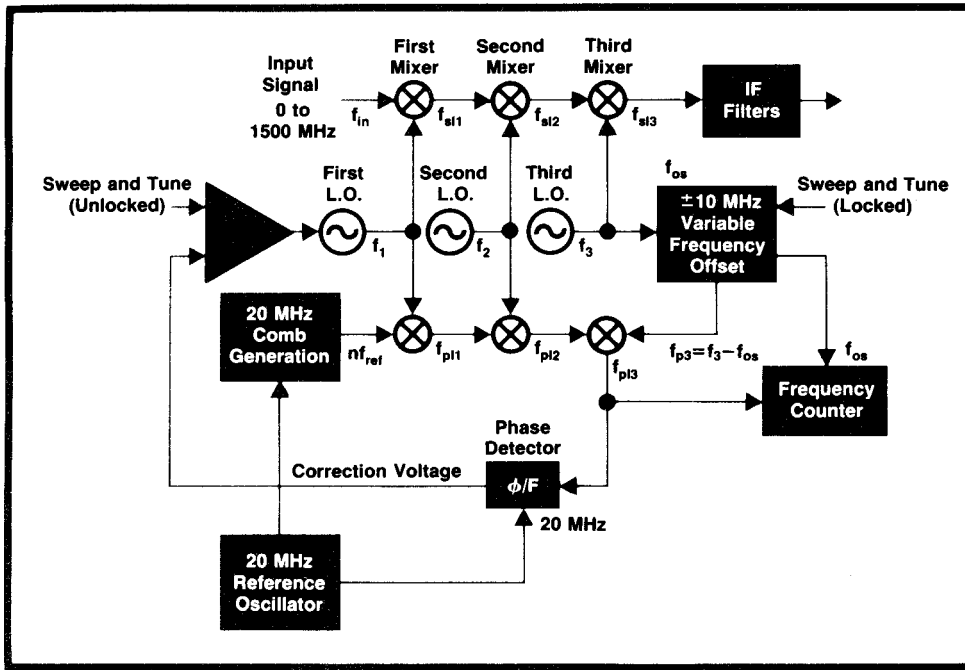 Input
Signal
0 to
1500 MHz
f_in
First
Mixer
f_sl1
Second
Mixer
f_sl2
Third
Mixer
f_sl3
IF
Filters
Sweep and Tune
(Unlocked)
First
L.O.
f_1
Second
L.O.
f_2
Third
L.O.
f_3
f_os
±10 MHz
Variable
Frequency
Offset
Sweep and Tune
(Locked)
20 MHz
Comb
Generation
nf_ref
f_pl1
f_pl2
f_pl3
f_p3=f_3−f_os
f_os
Frequency
Counter
Phase
Detector
ϕ/F
Correction Voltage
20 MHz
20 MHz
Reference
Oscillator